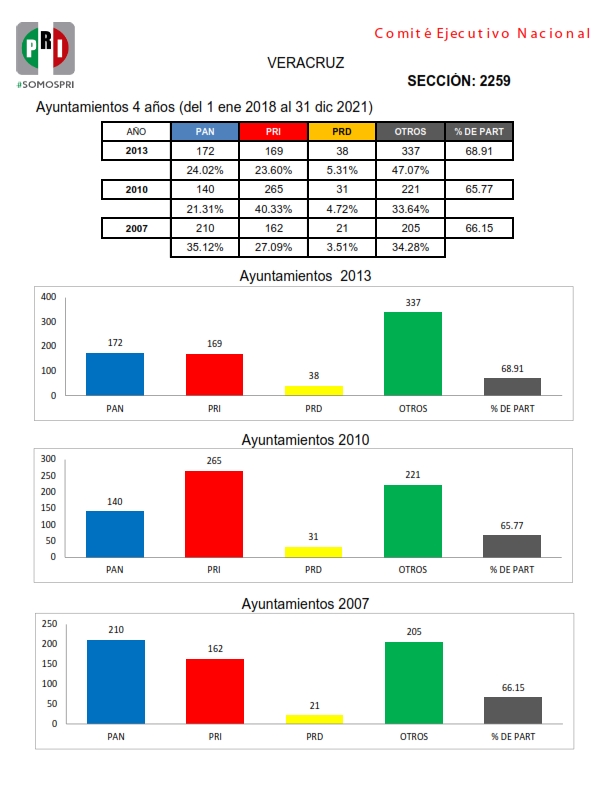 Comité Ejecutivo Nacional
PRI
#SOMOSPRI
VERACRUZ
SECCIÓN: 2259
Ayuntamientos 4 años (del 1 ene 2018 al 31 dic 2021)
AÑO PAN PRI PRD OTROS % DE PART
2013 172 169 38 337 68.91
24.02% 23.60% 5.31% 47.07%
2010 140 265 31 221 65.77
21.31% 40.33% 4.72% 33.64%
2007 210 162 21 205 66.15
35.12% 27.09% 3.51% 34.28%
Ayuntamientos 2013
400
300
200
100
0
172 169 38 337 68.91
PAN PRI PRD OTROS % DE PART
Ayuntamientos 2010
300
250
200
150
100
50
0
140 265 31 221 65.77
PAN PRI PRD OTROS % DE PART
Ayuntamientos 2007
250
200
150
100
50
0
210 162 21 205 66.15
PAN PRI PRD OTROS % DE PART